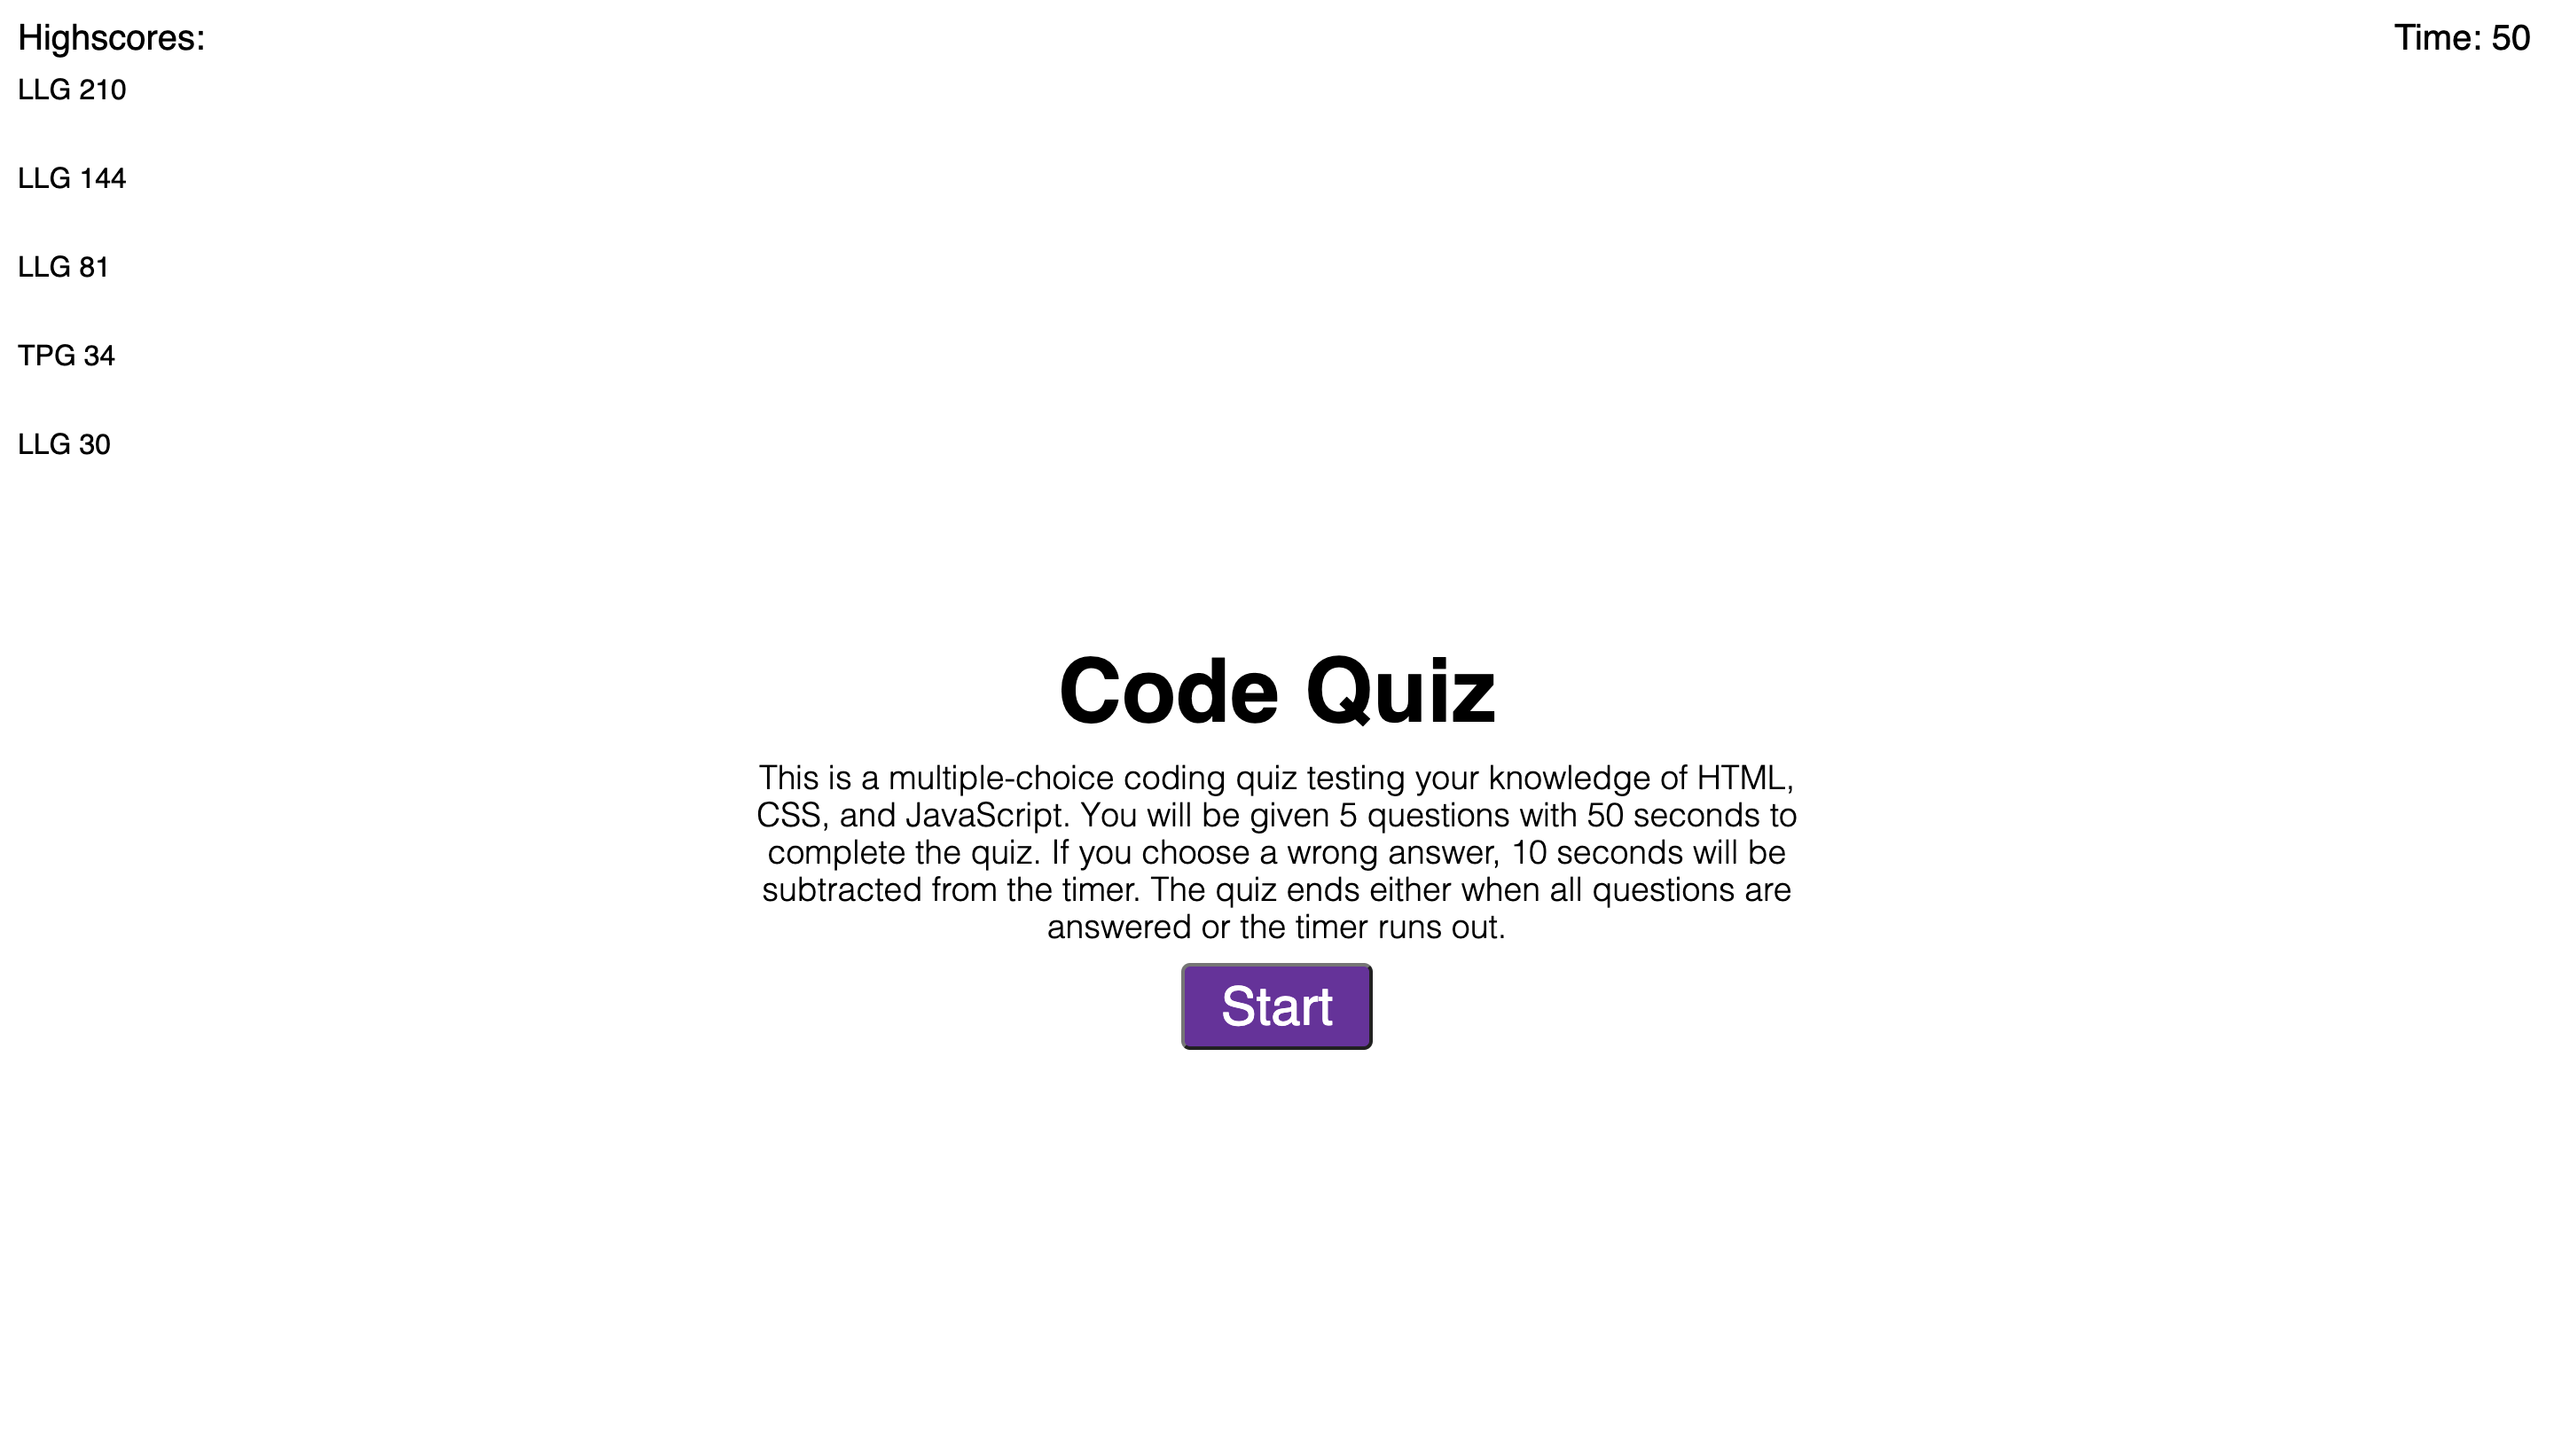 Highscores:
Time: 50
LLG 210
LLG 144
LLG 81
TPG 34
LLG 30
Code Quiz
This is a multiple-choice coding quiz testing your knowledge of HTML,
CSS, and JavaScript. You will be given 5 questions with 50 seconds to
complete the quiz. If you choose a wrong answer, 10 seconds will be
subtracted from the timer. The quiz ends either when all questions are
answered or the timer runs out.
Start